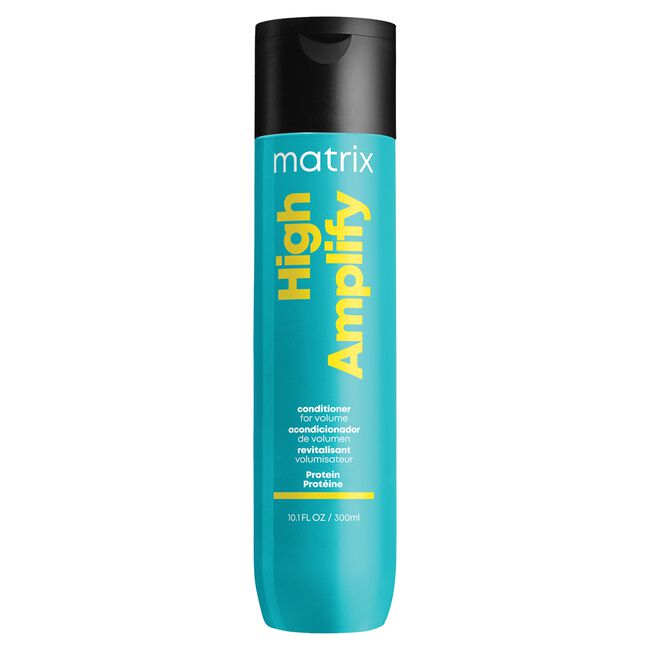 matrix
High
Amplify
conditioner
for volume
acondicionador
de volumen
revitalisant
volumisateur
Protein
Protéine
10.1 FL OZ / 300ml